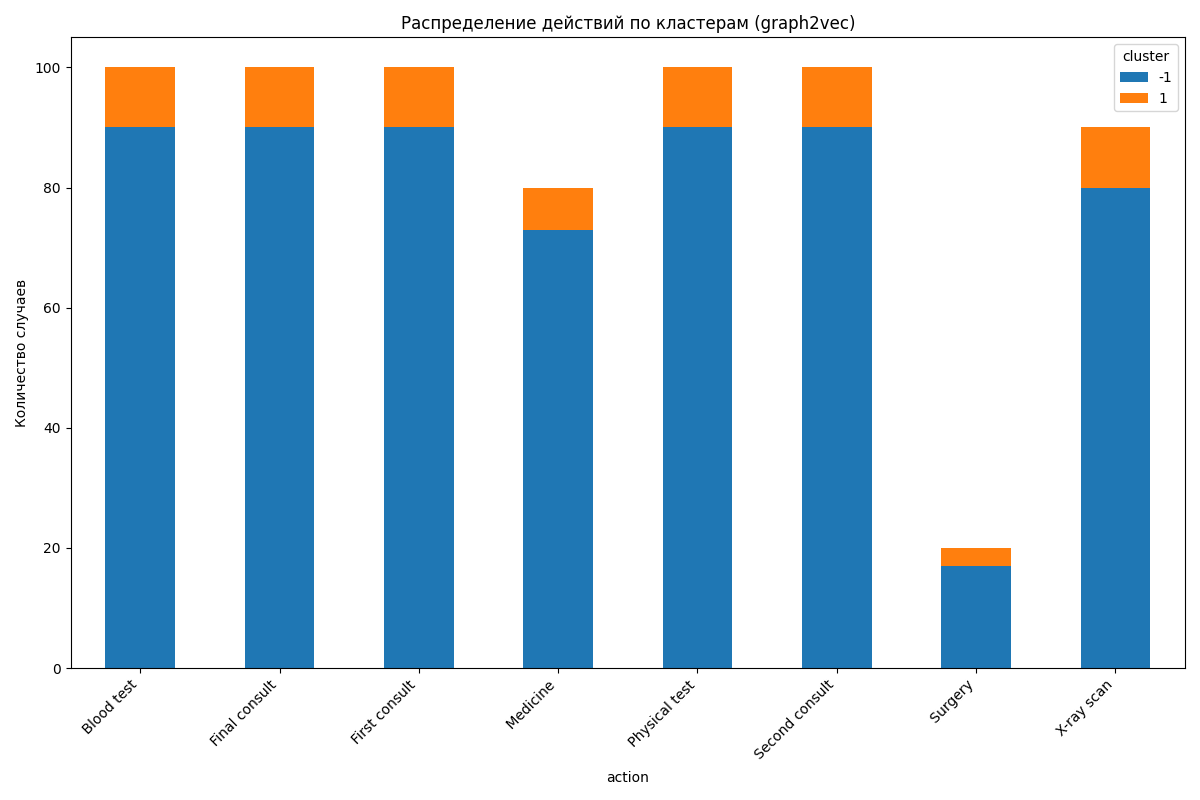 Распределение действий по кластерам (graph2vec)
cluster
-1
1
Количество случаев
100
80
60
40
20
0
Blood test
Final consult
First consult
Medicine
Physical test
Second consult
Surgery
X-ray scan
action